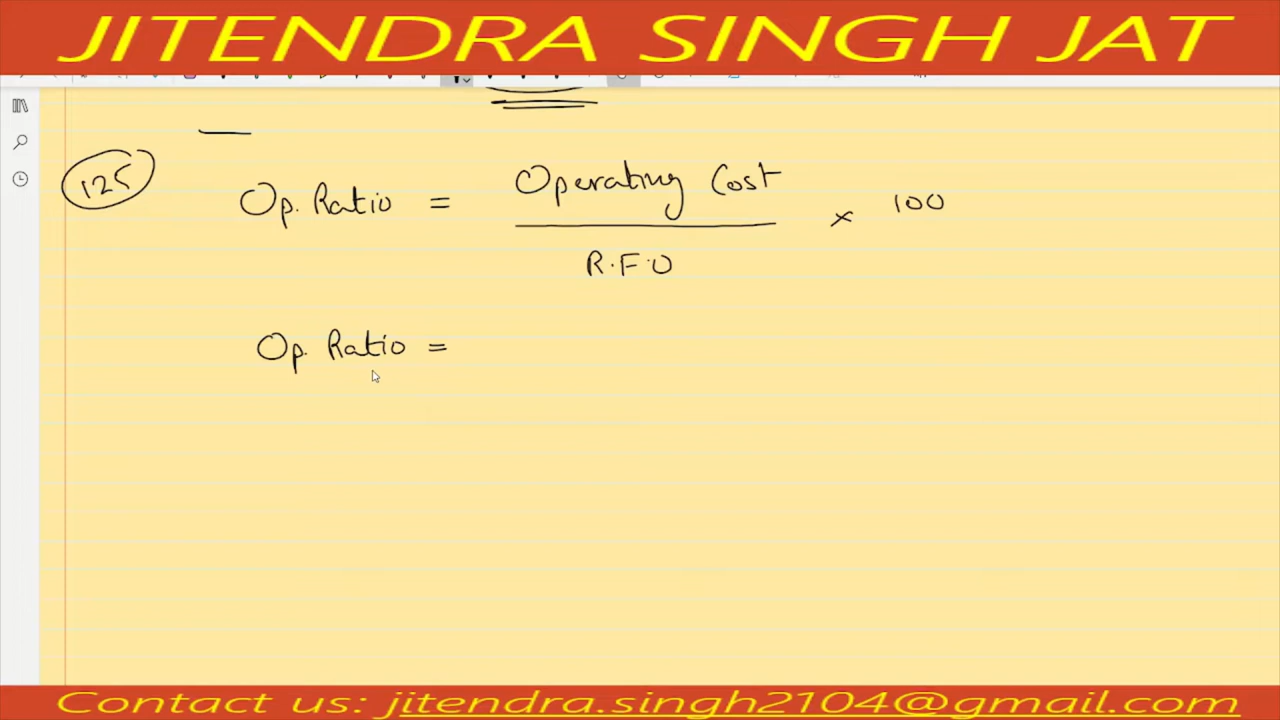 JITENDRA SINGH JAT
125
Op. Ratio = Operating Cost
R.F.O
× 100
Op. Ratio =
Contact us: jitendra.singh2104@gmail.com